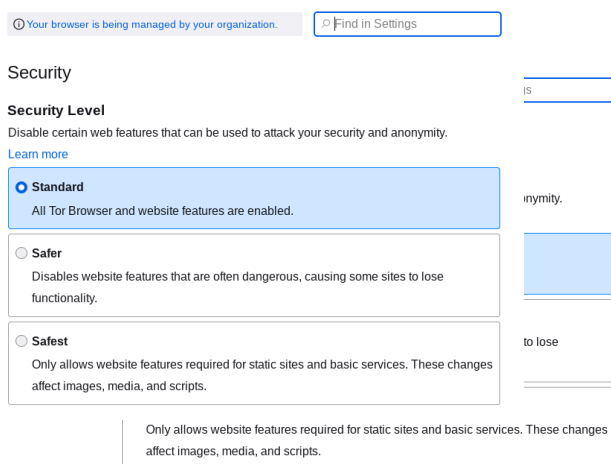 Your browser is being managed by your organization.
Find in Settings
Security
Security Level
Disable certain web features that can be used to attack your security and anonymity.
Learn more
Standard
All Tor Browser and website features are enabled.
Safer
Disables website features that are often dangerous, causing some sites to lose
functionality.
Safest
Only allows website features required for static sites and basic services. These changes
affect images, media, and scripts.
gs
onymity.
to lose
Only allows website features required for static sites and basic services. These changes
affect images, media, and scripts.